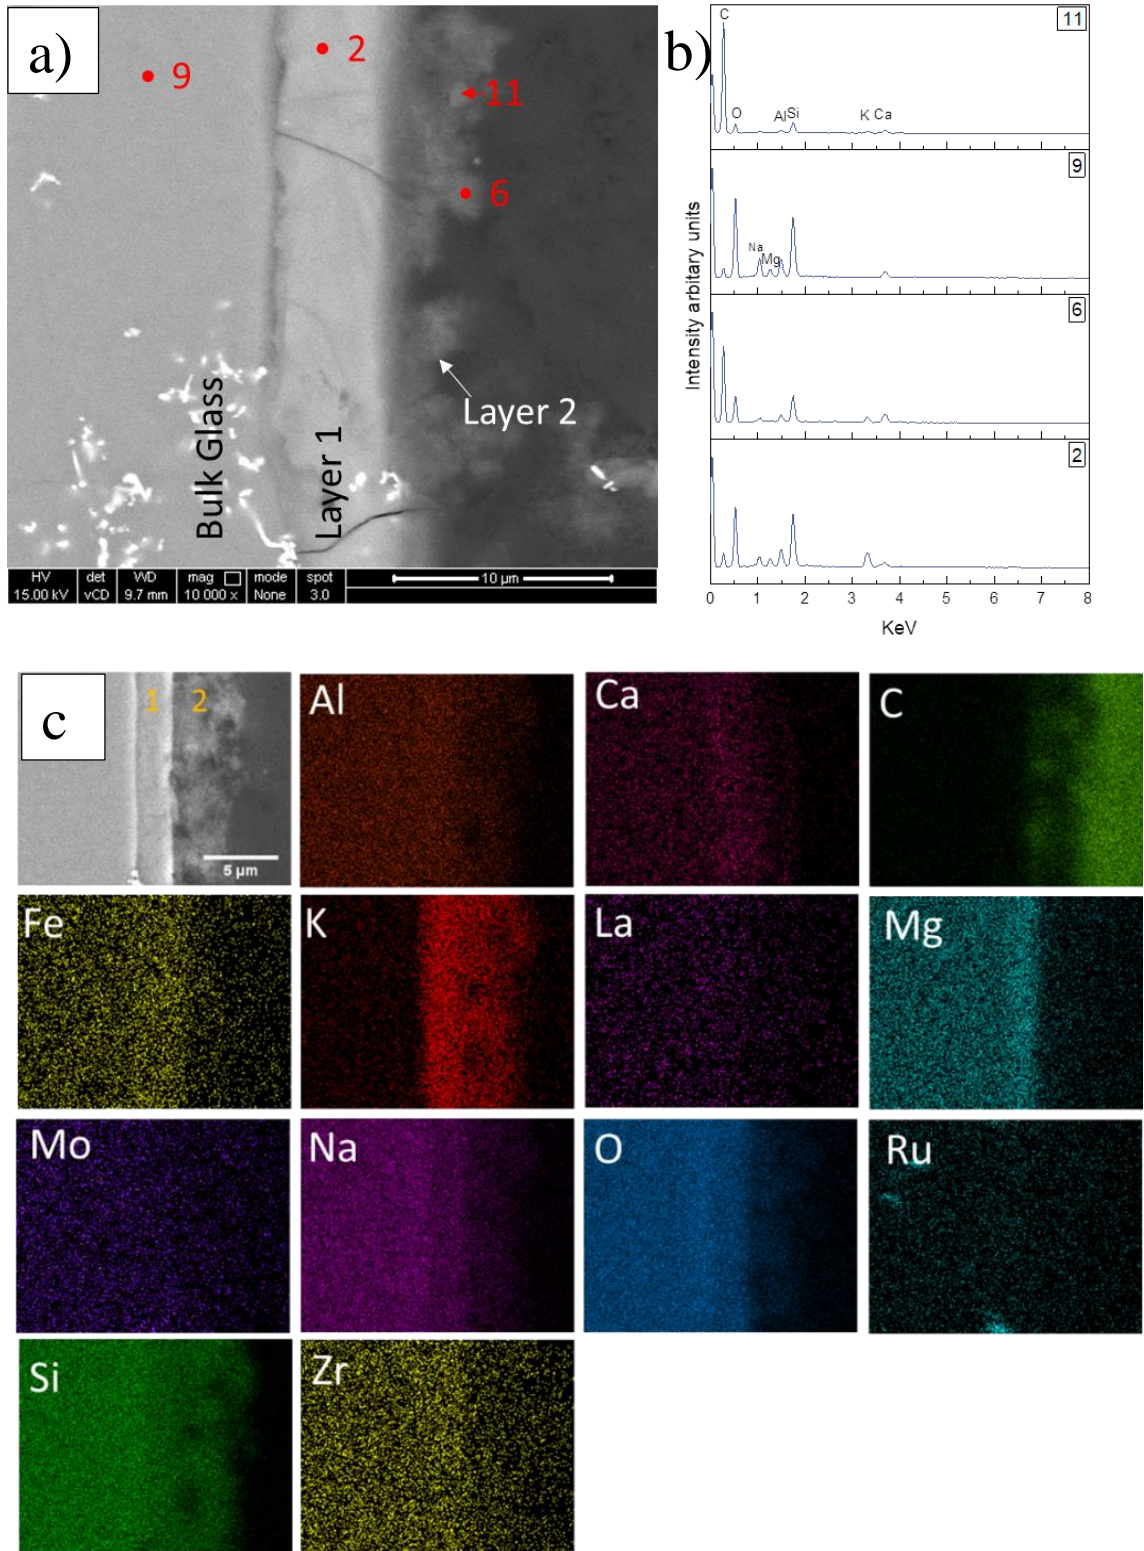 a)
9
2
11
6
Layer 2
Bulk Glass
Layer 1
HV det WD mag mode spot
15.00 kV vCD 9.7 mm 10 000 x None 3.0
10 µm
b)
C
11
O
Al Si
K Ca
9
Na
Mg
6
2
Intensity arbitary units
0 1 2 3 4 5 6 7 8
KeV
c
1 2
5 µm
Al
Ca
C
Fe
K
La
Mg
Mo
Na
O
Ru
Si
Zr